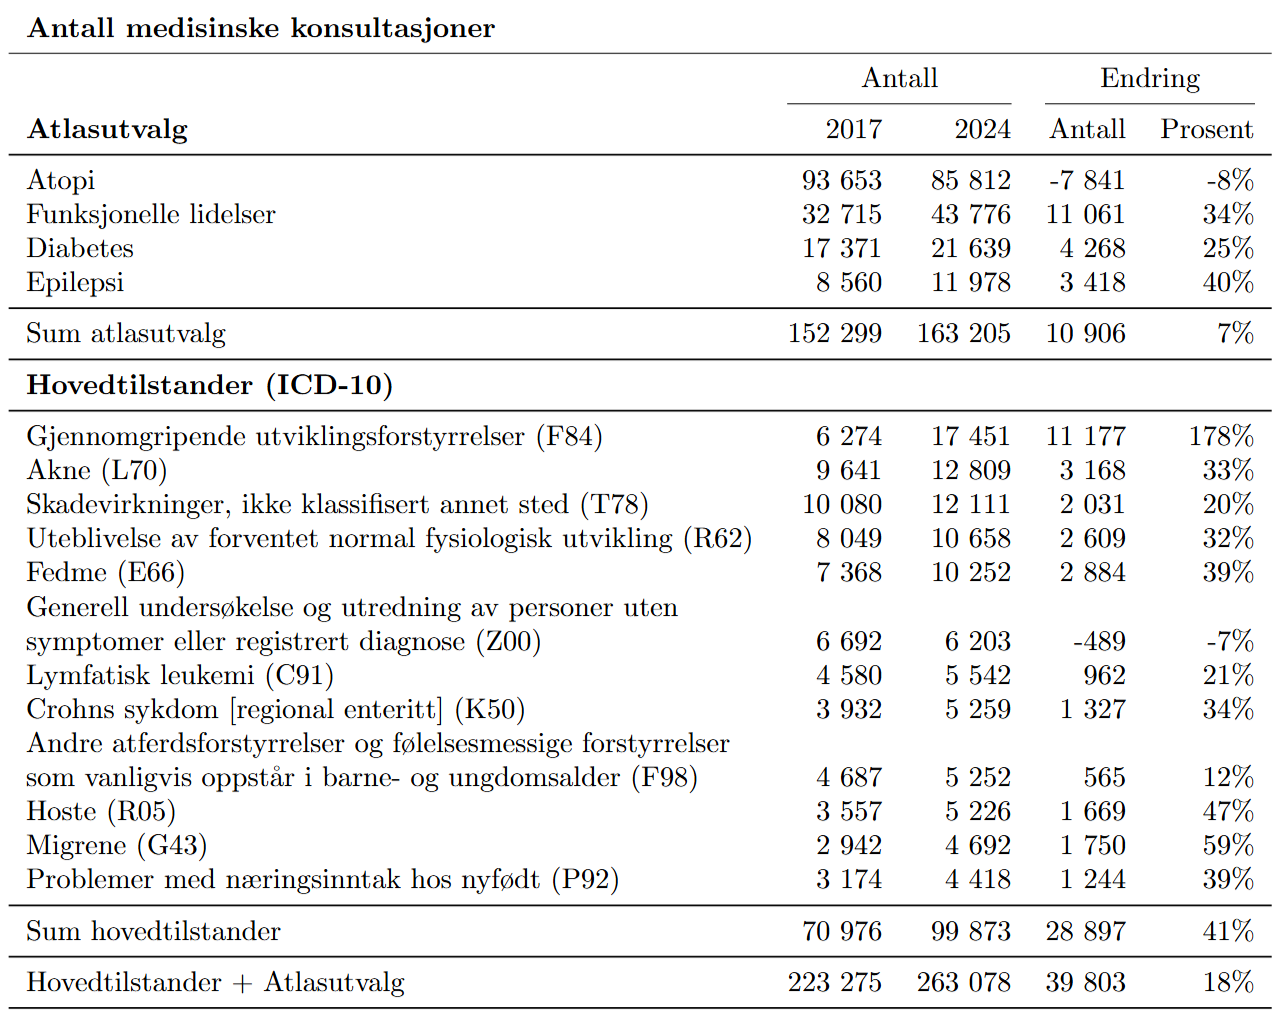 Antall medisinske konsultasjoner
Antall Endring
Atlasutvalg 2017 2024 Antall Prosent
Atopi 93 653 85 812 -7 841 -8%
Funksjonelle lidelser 32 715 43 776 11 061 34%
Diabetes 17 371 21 639 4 268 25%
Epilepsi 8 560 11 978 3 418 40%
Sum atlasutvalg 152 299 163 205 10 906 7%
Hovedtilstander (ICD-10)
Gjennomgripende utviklingsforstyrrelser (F84) 6 274 17 451 11 177 178%
Akne (L70) 9 641 12 809 3 168 33%
Skadevirkninger, ikke klassifisert annet sted (T78) 10 080 12 111 2 031 20%
Uteblivelse av forventet normal fysiologisk utvikling (R62) 8 049 10 658 2 609 32%
Fedme (E66) 7 368 10 252 2 884 39%
Generell undersøkelse og utredning av personer uten
symptomer eller registrert diagnose (Z00) 6 692 6 203 -489 -7%
Lymfatisk leukemi (C91) 4 580 5 542 962 21%
Crohns sykdom [regional enteritt] (K50) 3 932 5 259 1 327 34%
Andre atferdsforstyrrelser og følelsesmessige forstyrrelser
som vanligvis oppstår i barne- og ungdomsalder (F98) 4 687 5 252 565 12%
Hoste (R05) 3 557 5 226 1 669 47%
Migrene (G43) 2 942 4 692 1 750 59%
Problemer med næringsinntak hos nyfødt (P92) 3 174 4 418 1 244 39%
Sum hovedtilstander 70 976 99 873 28 897 41%
Hovedtilstander + Atlasutvalg 223 275 263 078 39 803 18%